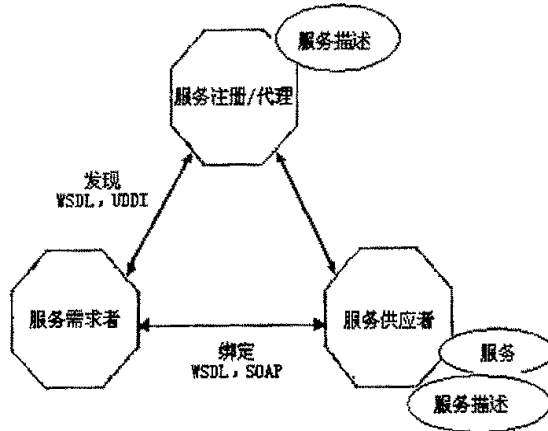 服务描述
服务注册/代理
发现
WSDL，UDDI
服务需求者
服务供应者
绑定
WSDL，SOAP
服务
服务描述